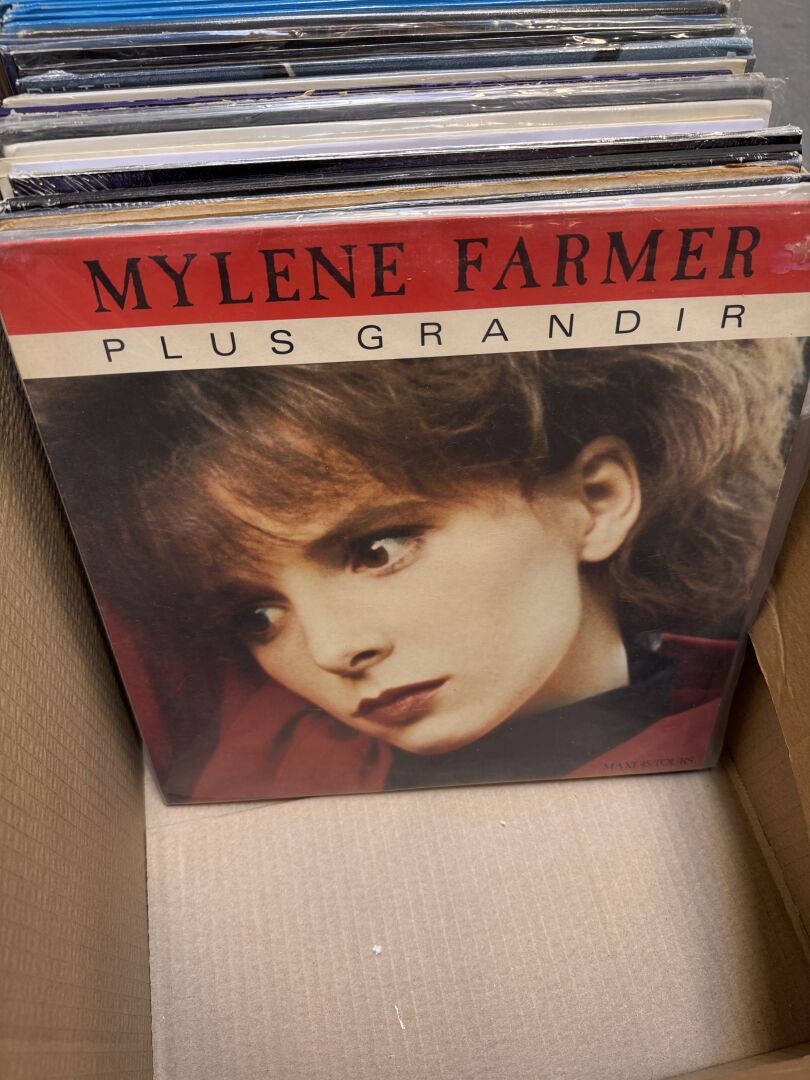 MYLENE FARMER
PLUS GRANDIR
MAXI 45 TOURS